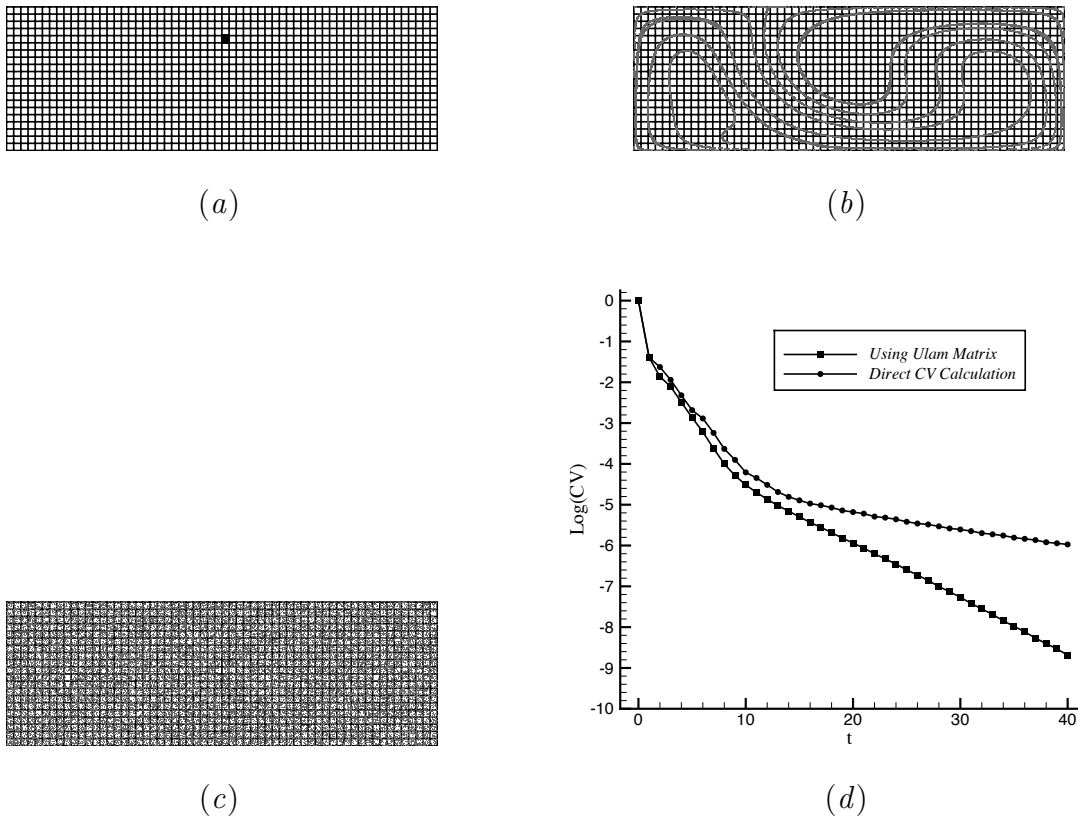 (a)
(b)
Using Ulam Matrix
Direct CV Calculation
0
-1
-2
-3
-4
-5
-6
-7
-8
-9
-10
Log(CV)
0
10
20
30
40
t
(c)
(d)